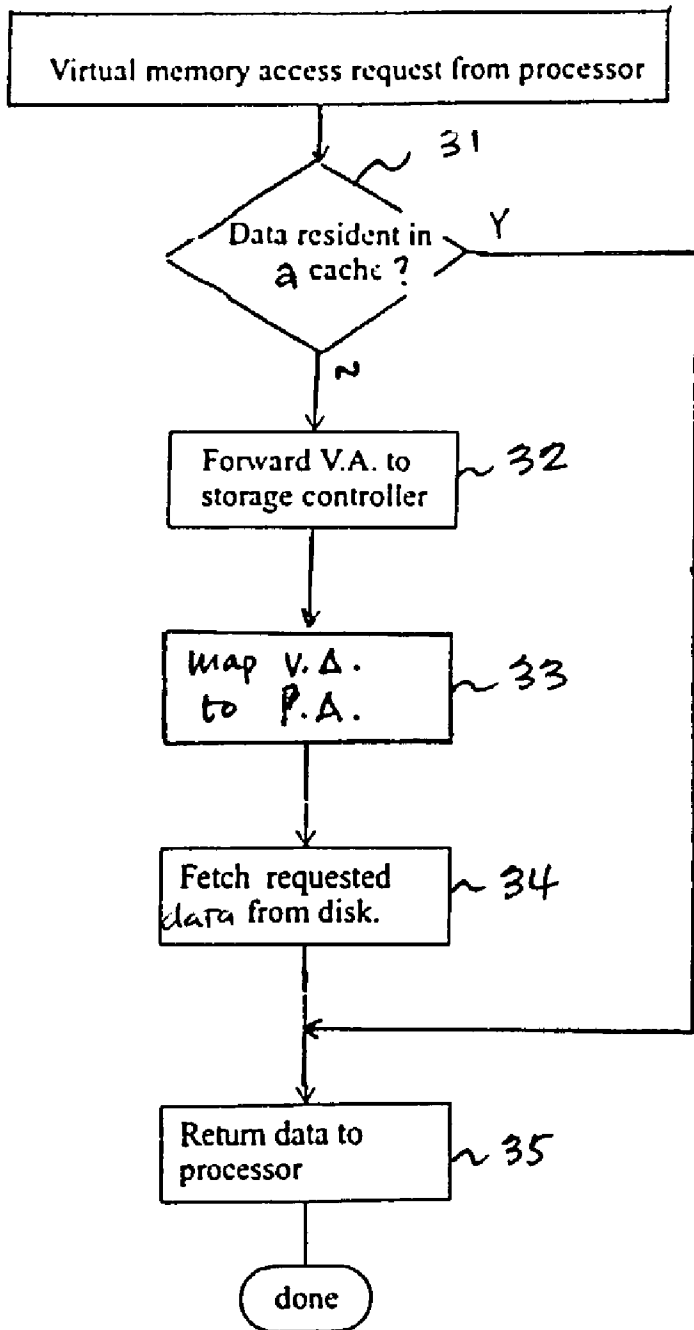 Virtual memory access request from processor
31
Data resident in
a cache?
Y
N
Forward V.A. to
storage controller
32
Map V.A.
to P.A.
33
Fetch requested
data from disk.
34
Return data to
processor
35
done